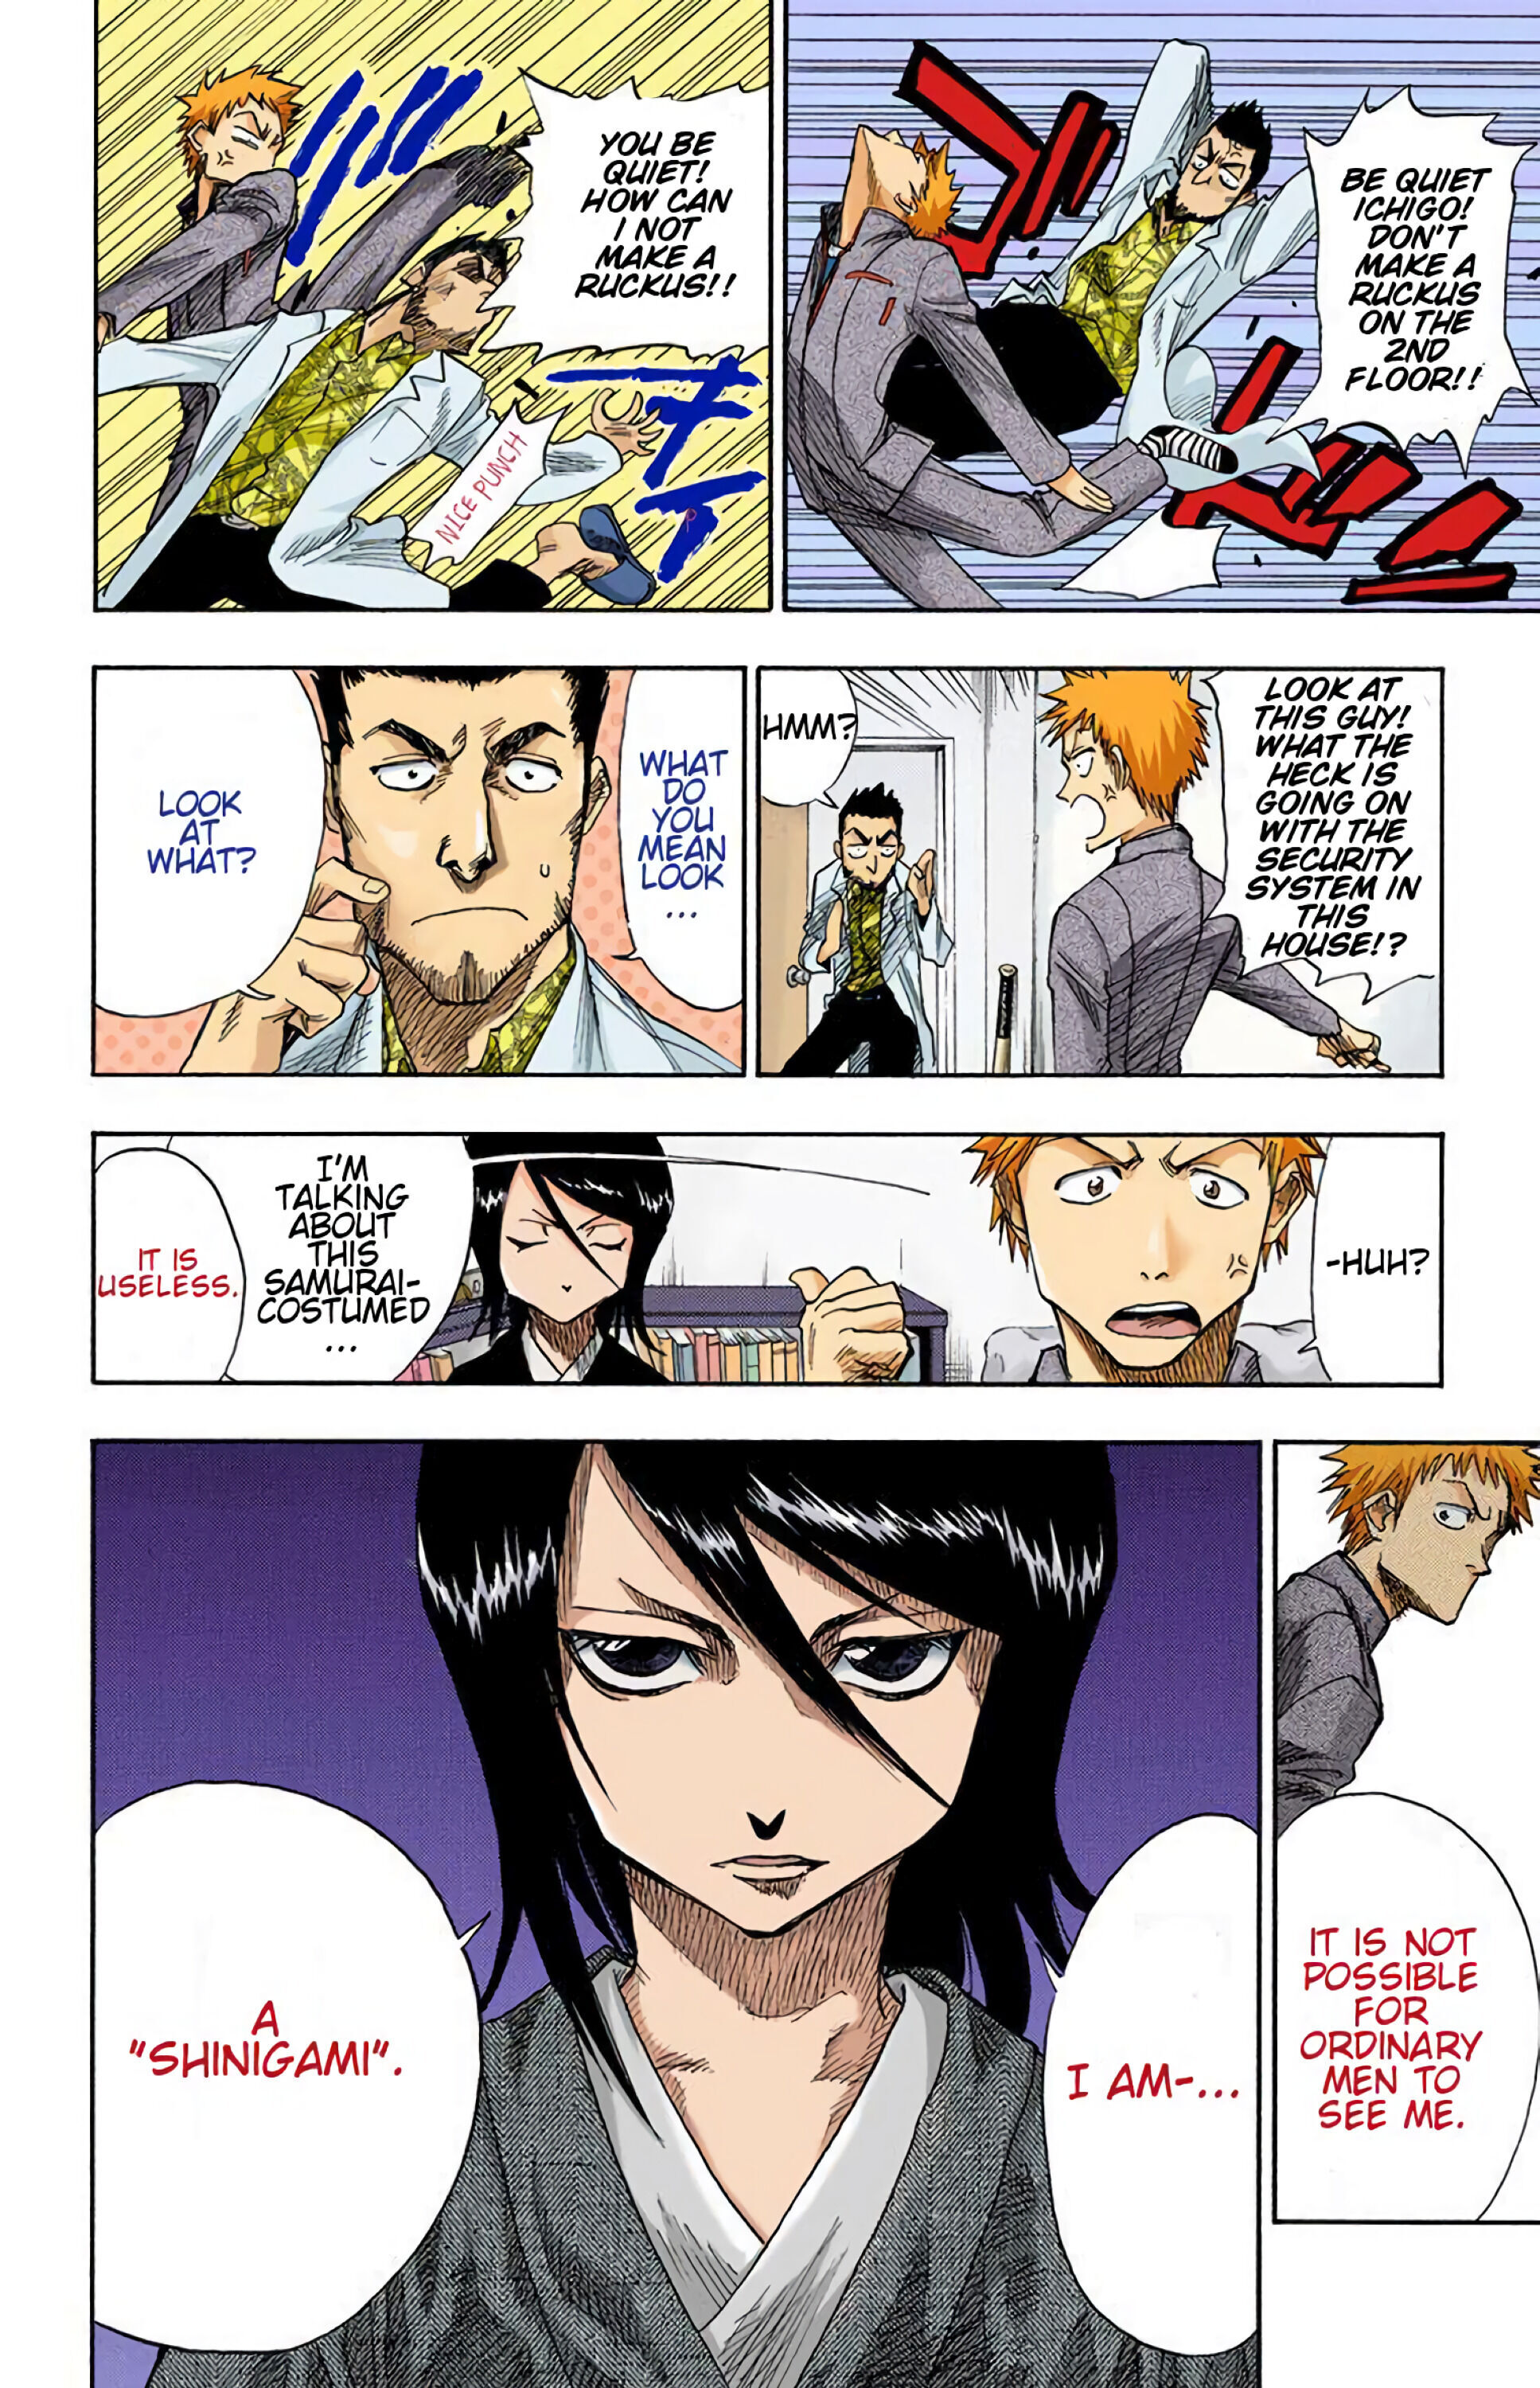 BE QUIET
ICHIGO!
DON'T
MAKE A
RUCKUS
ON THE
2ND
FLOOR!!
YOU BE
QUIET!
HOW CAN
I NOT
MAKE A
RUCKUS!!
NICE PUNCH
LOOK AT
THIS GUY!
WHAT THE
HECK IS
GOING ON
WITH THE
SECURITY
SYSTEM IN
THIS
HOUSE!?
HMM?
WHAT
DO
YOU
MEAN
LOOK
...
LOOK
AT
WHAT?
-HUH?
I'M
TALKING
ABOUT
THIS
SAMURAI-
COSTUMED
...
IT IS
USELESS.
IT IS NOT
POSSIBLE
FOR
ORDINARY
MEN TO
SEE ME.
I AM-...
A
"SHINIGAMI".